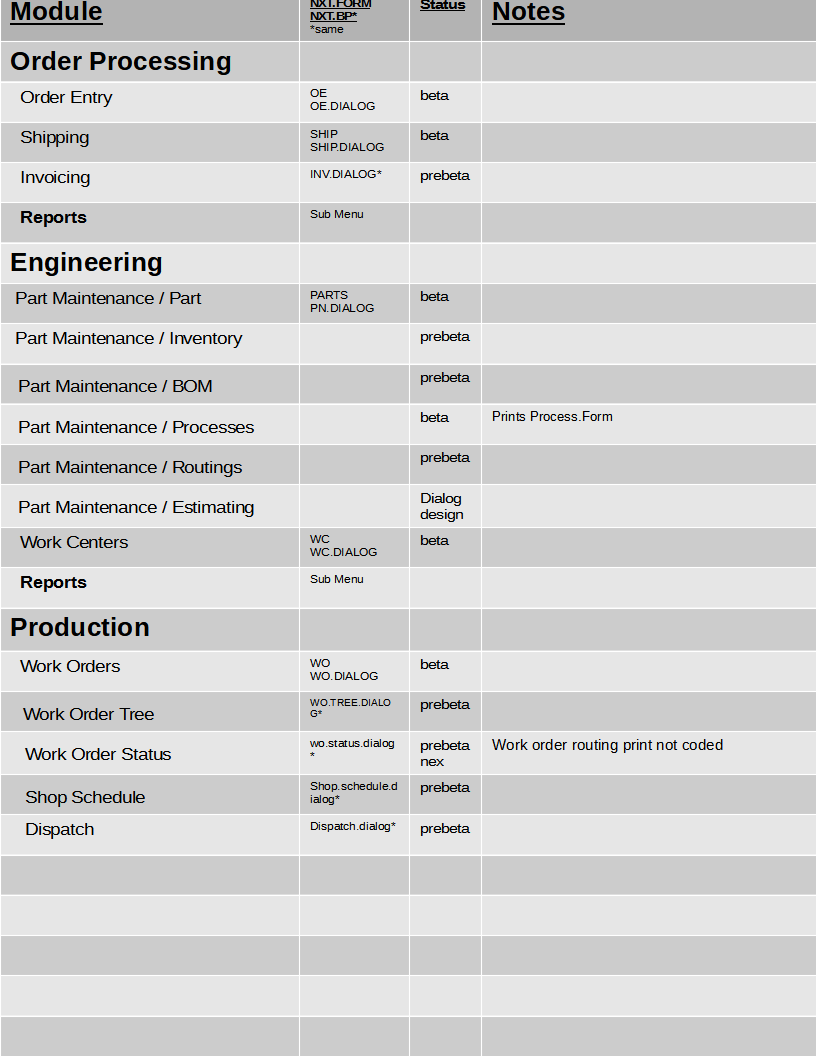 Module
NXT.FORM
NXT.BP*
*same
Status
Notes
Order Processing
Order Entry
OE
OE.DIALOG
beta
Shipping
SHIP
SHIP.DIALOG
beta
Invoicing
INV.DIALOG*
prebeta
Reports
Sub Menu
Engineering
Part Maintenance / Part
PARTS
PN.DIALOG
beta
Part Maintenance / Inventory
prebeta
Part Maintenance / BOM
prebeta
Part Maintenance / Processes
beta
Prints Process.Form
Part Maintenance / Routings
prebeta
Part Maintenance / Estimating
Dialog
design
Work Centers
WC
WC.DIALOG
beta
Reports
Sub Menu
Production
Work Orders
WO
WO.DIALOG
beta
Work Order Tree
WO.TREE.DIALO
G*
prebeta
Work Order Status
wo.status.dialog
*
prebeta
nex
Work order routing print not coded
Shop Schedule
Shop.schedule.d
ialog*
prebeta
Dispatch
Dispatch.dialog*
prebeta